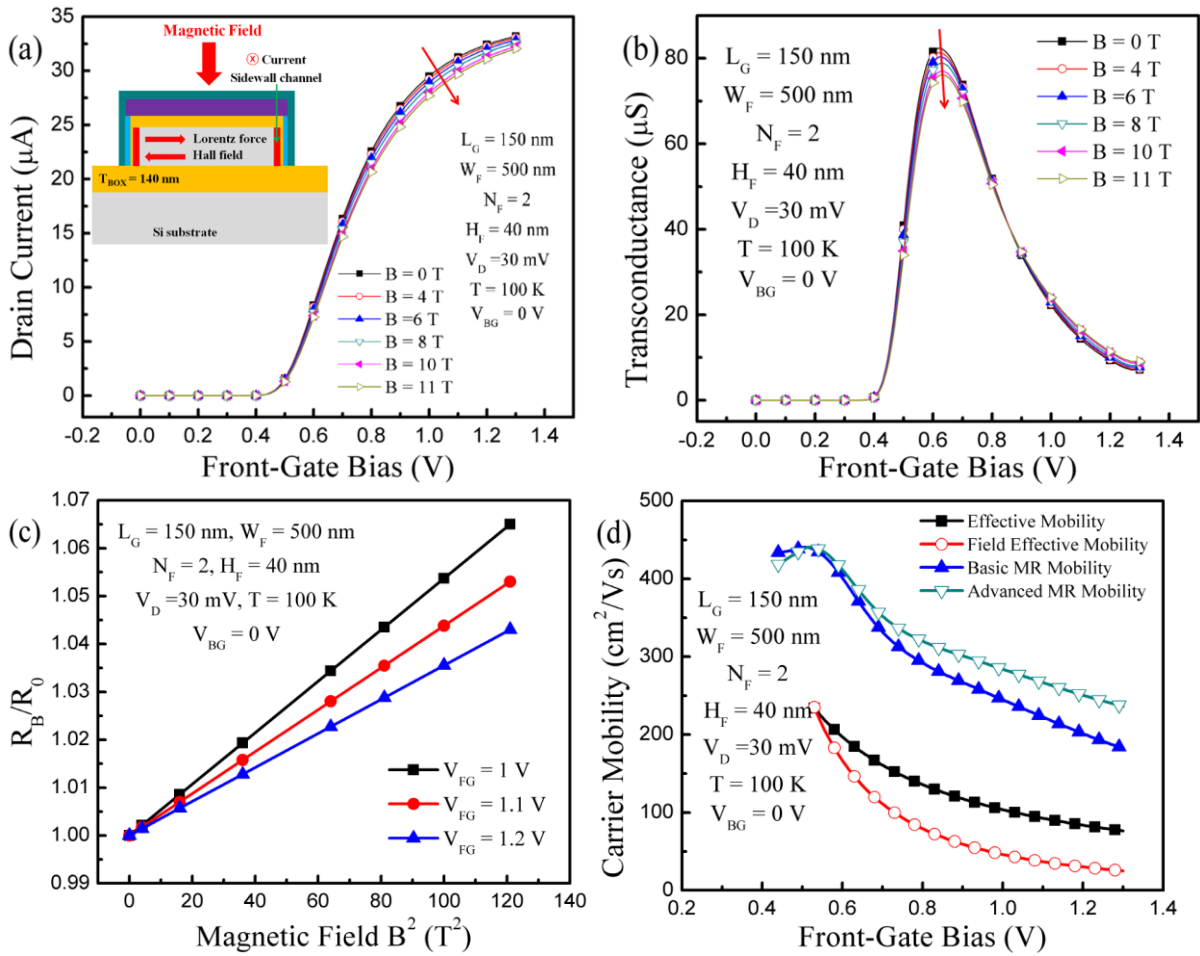 (a)
Magnetic Field
ⓧ Current
Sidewall channel
Lorentz force
Hall field
T_BOX = 140 nm
Si substrate
L_G = 150 nm
W_F = 500 nm
N_F = 2
H_F = 40 nm
V_D =30 mV
T = 100 K
V_BG = 0 V
B = 0 T
B = 4 T
B =6 T
B = 8 T
B = 10 T
B = 11 T
35
30
25
20
15
10
5
0
Drain Current (μA)
-0.2 0.0 0.2 0.4 0.6 0.8 1.0 1.2 1.4
Front-Gate Bias (V)
(b)
L_G = 150 nm
W_F = 500 nm
N_F = 2
H_F = 40 nm
V_D =30 mV
T = 100 K
V_BG = 0 V
B = 0 T
B = 4 T
B =6 T
B = 8 T
B = 10 T
B = 11 T
80
60
40
20
0
Transconductance (μS)
-0.2 0.0 0.2 0.4 0.6 0.8 1.0 1.2 1.4
Front-Gate Bias (V)
(c)
L_G = 150 nm, W_F = 500 nm
N_F = 2, H_F = 40 nm
V_D =30 mV, T = 100 K
V_BG = 0 V
V_FG = 1 V
V_FG = 1.1 V
V_FG = 1.2 V
1.07
1.06
1.05
1.04
1.03
1.02
1.01
1.00
0.99
R_B/R_0
0 20 40 60 80 100 120 140
Magnetic Field B² (T²)
(d)
Effective Mobility
Field Effective Mobility
Basic MR Mobility
Advanced MR Mobility
L_G = 150 nm
W_F = 500 nm
N_F = 2
H_F = 40 nm
V_D =30 mV
T = 100 K
V_BG = 0 V
500
400
300
200
100
0
Carrier Mobility (cm²/Vs)
0.2 0.4 0.6 0.8 1.0 1.2 1.4
Front-Gate Bias (V)